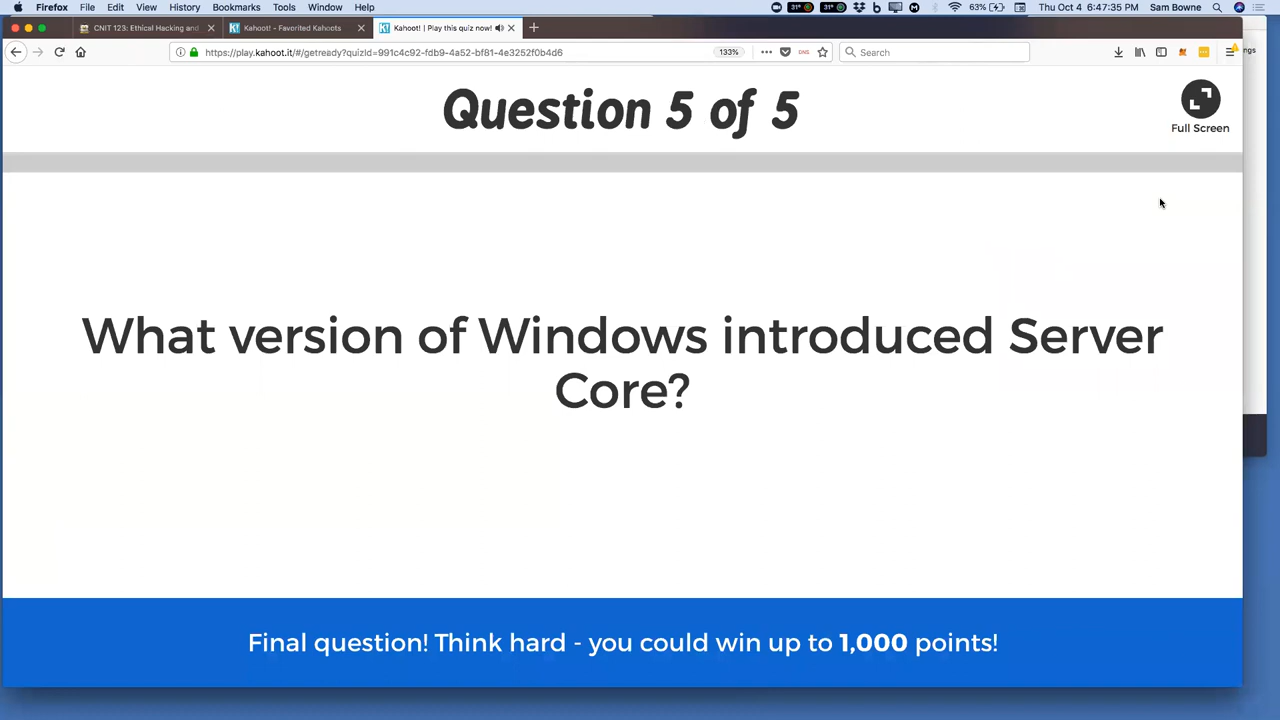 Firefox File Edit View History Bookmarks Tools Window Help 31° 31° 63% Thu Oct 4 6:47:35 PM Sam Bowne
CNIT 123: Ethical Hacking and Kahoot! - Favorited Kahoots Kahoot! | Play this quiz now!
https://play.kahoot.it/#/getready?quizId=991c4c92-fdb9-4a52-bf81-4e3252f0b4d6 133% Search
Question 5 of 5
Full Screen
What version of Windows introduced Server
Core?
Final question! Think hard - you could win up to 1,000 points!